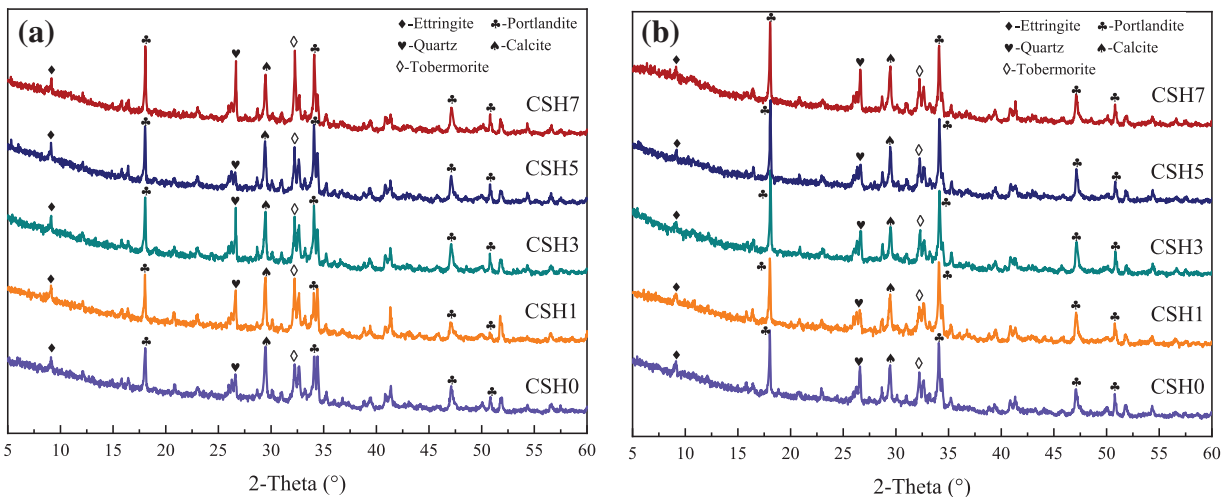 (a)
♦-Ettringite ♣-Portlandite
♥-Quartz ♠-Calcite
◊-Tobermorite
CSH7
CSH5
CSH3
CSH1
CSH0
5 10 15 20 25 30 35 40 45 50 55 60
2-Theta (°)
(b)
♦-Ettringite ♣-Portlandite
♥-Quartz ♠-Calcite
◊-Tobermorite
CSH7
CSH5
CSH3
CSH1
CSH0
5 10 15 20 25 30 35 40 45 50 55 60
2-Theta (°)